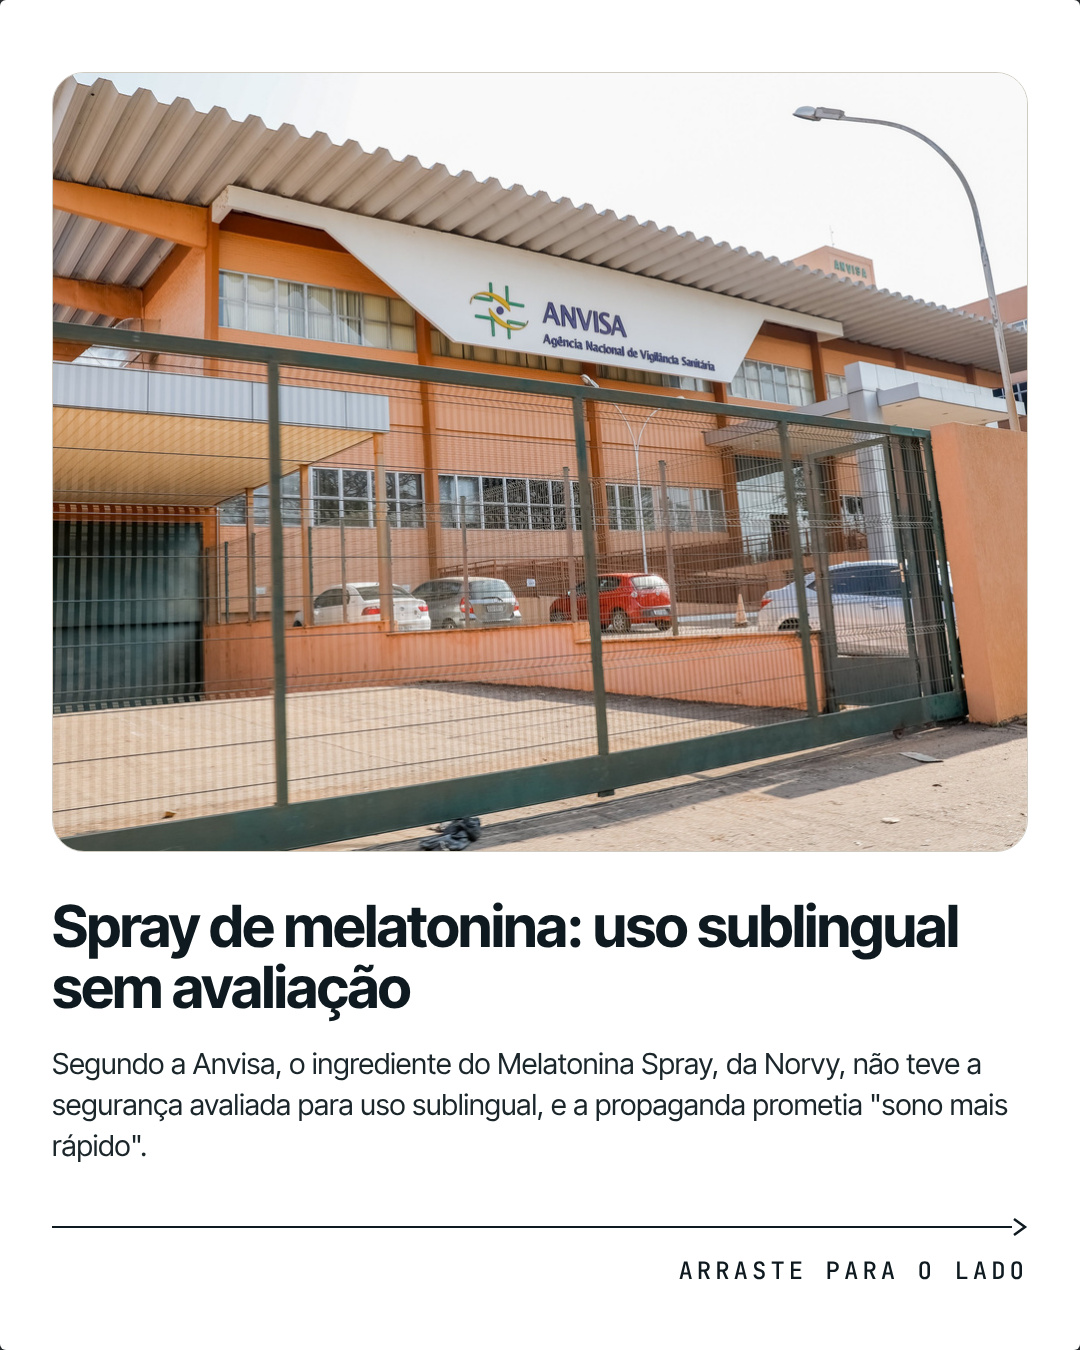 ANVISA
ANVISA
Agência Nacional de Vigilância Sanitária
Spray de melatonina: uso sublingual
sem avaliação
Segundo a Anvisa, o ingrediente do Melatonina Spray, da Norvy, não teve a
segurança avaliada para uso sublingual, e a propaganda prometia "sono mais
rápido".
ARRASTE PARA O LADO